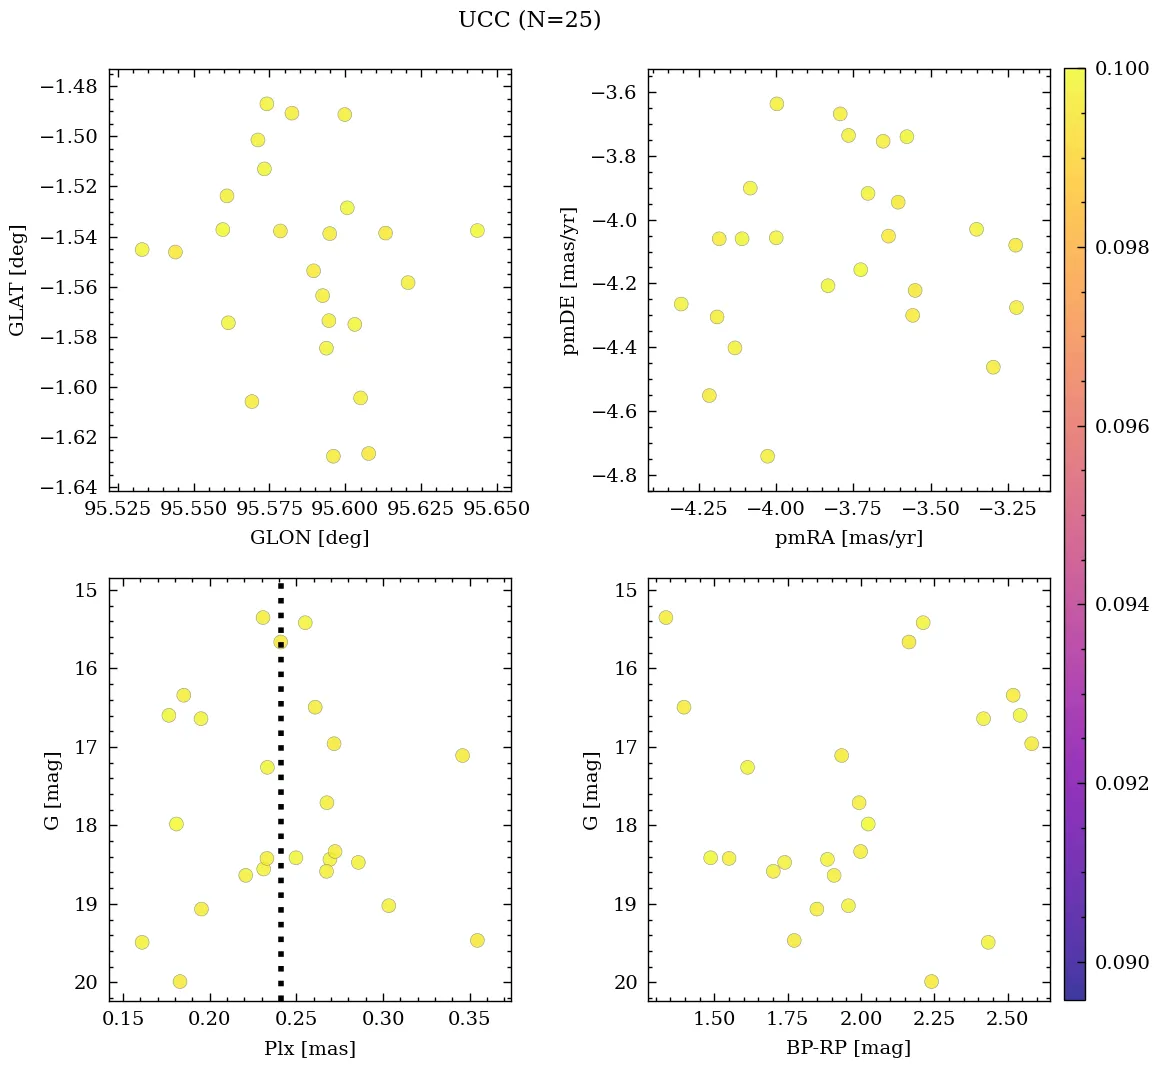 UCC (N=25)
−1.48
−1.50
−1.52
−1.54
−1.56
−1.58
−1.60
−1.62
−1.64
GLAT [deg]
95.525 95.550 95.575 95.600 95.625 95.650
GLON [deg]
−3.6
−3.8
−4.0
−4.2
−4.4
−4.6
−4.8
pmDE [mas/yr]
−4.25 −4.00 −3.75 −3.50 −3.25
pmRA [mas/yr]
0.100
0.098
0.096
0.094
0.092
0.090
15
16
17
18
19
20
G [mag]
0.15 0.20 0.25 0.30 0.35
Plx [mas]
15
16
17
18
19
20
G [mag]
1.50 1.75 2.00 2.25 2.50
BP-RP [mag]